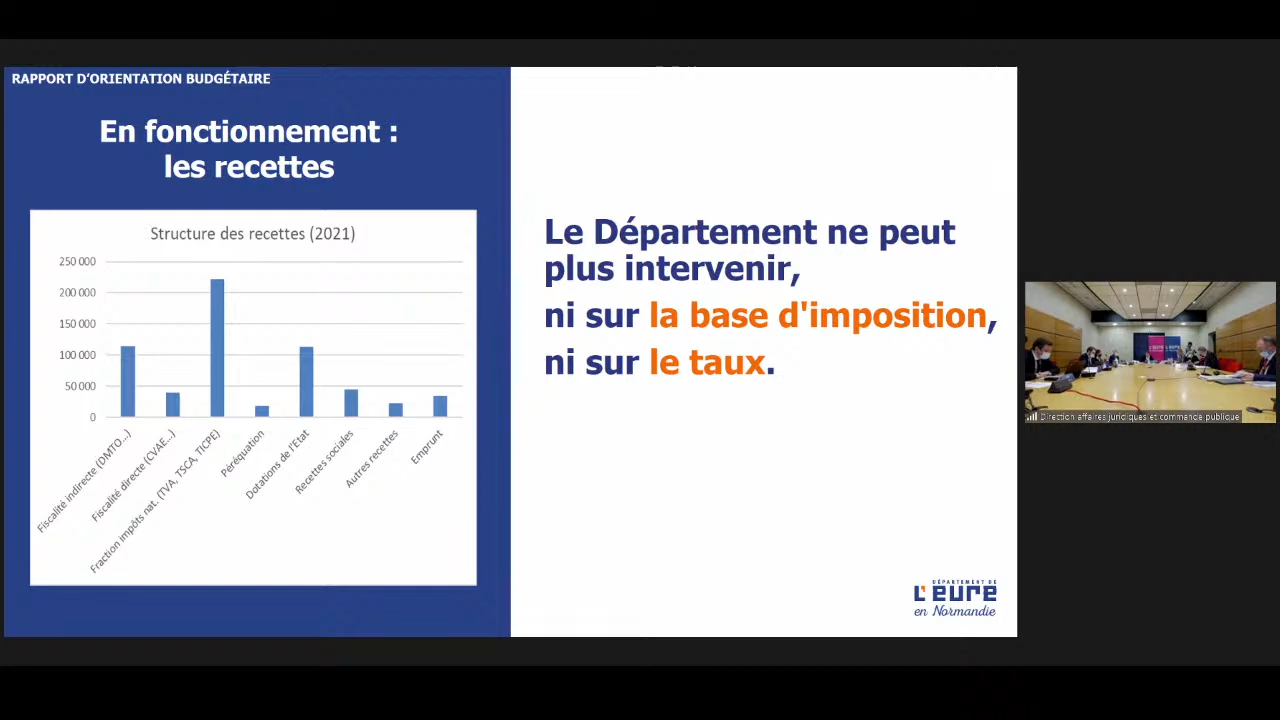 RAPPORT D'ORIENTATION BUDGÉTAIRE
En fonctionnement :
les recettes
Structure des recettes (2021)
250 000
200 000
150 000
100 000
50 000
0
Fiscalité indirecte (DMTO...)
Fiscalité directe (CVAE...)
Fraction impôts nat. (TVA, TSCA, TICPE)
Péréquation
Dotations de l'Etat
Recettes sociales
Autres recettes
Emprunt
Le Département ne peut
plus intervenir,
ni sur la base d'imposition,
ni sur le taux.
DÉPARTEMENT DE
L'EURE
en Normandie
Direction affaires juridiques et commande publique